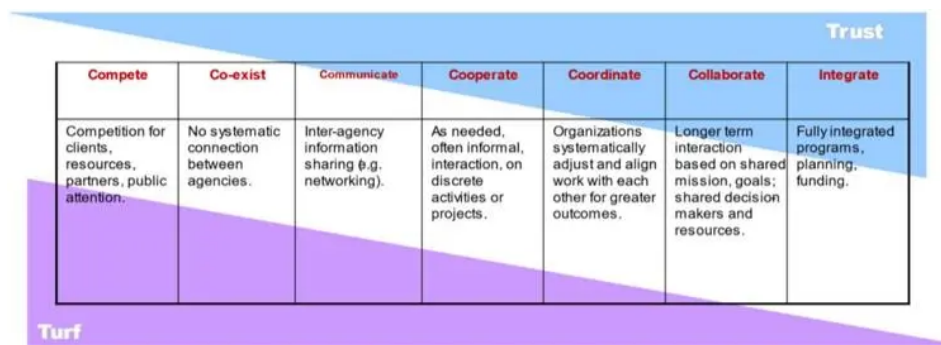 Trust
Compete
Co-exist
Communicate
Cooperate
Coordinate
Collaborate
Integrate
Competition for
clients,
resources,
partners, public
attention.
No systematic
connection
between
agencies.
Inter-agency
information
sharing (e.g.
networking).
As needed,
often informal,
interaction, on
discrete
activities or
projects.
Organizations
systematically
adjust and align
work with each
other for greater
outcomes.
Longer term
interaction
based on shared
mission, goals;
shared decision-
makers and
resources.
Fully integrated
programs,
planning,
funding.
Turf